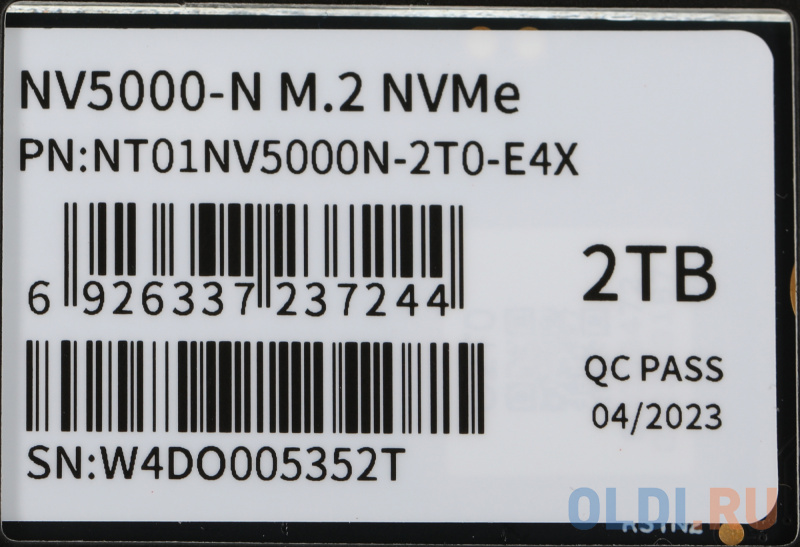 NV5000-N M.2 NVMe
PN:NT01NV5000N-2T0-E4X
6 926337 237244
2TB
QC PASS
04/2023
SN:W4DO005352T
OLDI.RU